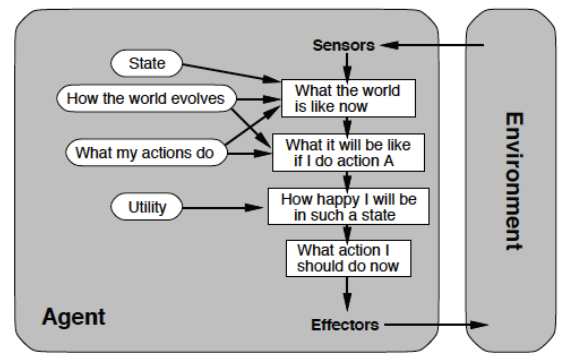 Sensors
State
What the world
is like now
How the world evolves
What it will be like
if I do action A
What my actions do
How happy I will be
in such a state
Utility
What action I
should do now
Agent
Effectors
Environment